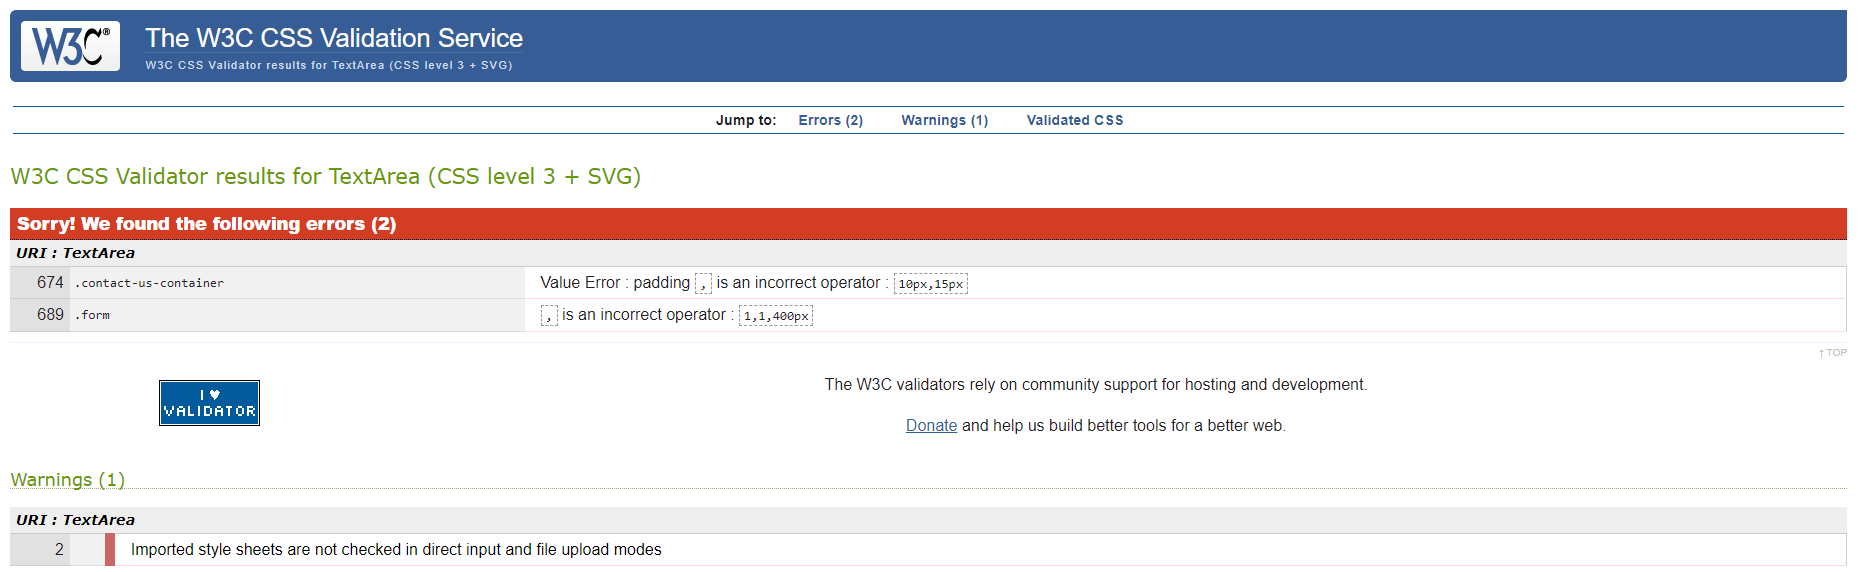 W3C®
The W3C CSS Validation Service
W3C CSS Validator results for TextArea (CSS level 3 + SVG)
Jump to: Errors (2) Warnings (1) Validated CSS
W3C CSS Validator results for TextArea (CSS level 3 + SVG)
Sorry! We found the following errors (2)
URI : TextArea
674 .contact-us-container Value Error : padding , is an incorrect operator : 10px,15px
689 .form , is an incorrect operator : 1,1,400px
↑ TOP
I ♥
VALIDATOR
The W3C validators rely on community support for hosting and development.
Donate and help us build better tools for a better web.
Warnings (1)
URI : TextArea
2 Imported style sheets are not checked in direct input and file upload modes